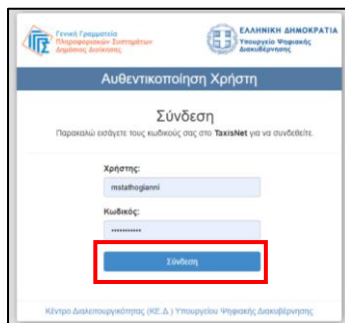 Γενική Γραμματεία
Πληροφοριακών Συστημάτων
Δημόσιας Διοίκησης
ΕΛΛΗΝΙΚΗ ΔΗΜΟΚΡΑΤΙΑ
Υπουργείο Ψηφιακής
Διακυβέρνησης
Αυθεντικοποίηση Χρήστη
Σύνδεση
Παρακαλώ εισάγετε τους κωδικούς σας στο TaxisNet για να συνδεθείτε.
Χρήστης:
mstathogianni
Κωδικός:
Σύνδεση
Κέντρο Διαλειτουργικότητας (ΚΕ.Δ.) Υπουργείου Ψηφιακής Διακυβέρνησης